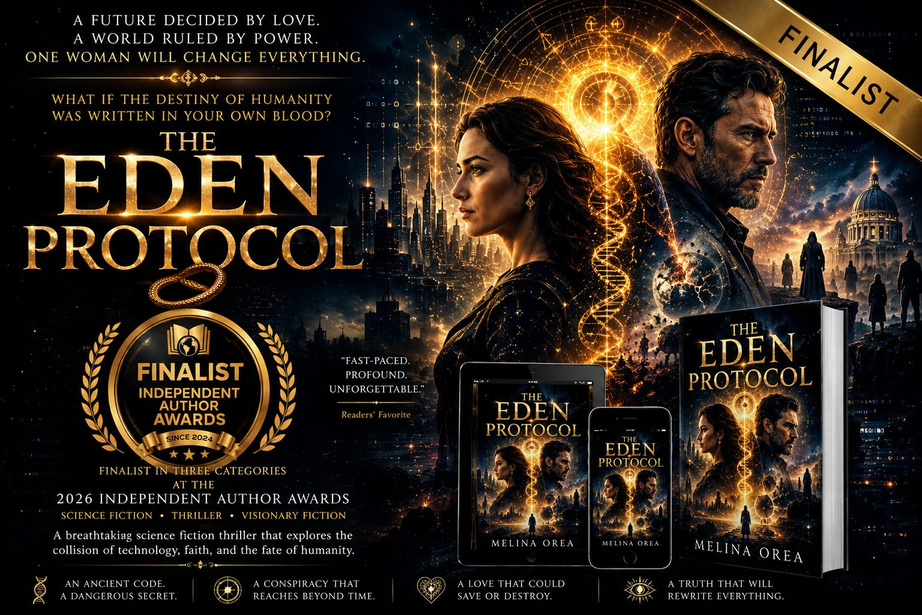 A FUTURE DECIDED BY LOVE.
A WORLD RULED BY POWER.
ONE WOMAN WILL CHANGE EVERYTHING.
WHAT IF THE DESTINY OF HUMANITY
WAS WRITTEN IN YOUR OWN BLOOD?
THE
EDEN
PROTOCOL
FINALIST
FINALIST
INDEPENDENT
AUTHOR
AWARDS
SINCE 2024
FINALIST IN THREE CATEGORIES
AT THE
2026 INDEPENDENT AUTHOR AWARDS
SCIENCE FICTION • THRILLER • VISIONARY FICTION
A breathtaking science fiction thriller that explores the
collision of technology, faith, and the fate of humanity.
"FAST-PACED.
PROFOUND.
UNFORGETTABLE."
Readers' Favorite
THE
EDEN
PROTOCOL
MELINA OREA
THE
EDEN
PROTOCOL
MELINA OREA
THE
EDEN
PROTOCOL
MELINA OREA
AN ANCIENT CODE.
A DANGEROUS SECRET.
A CONSPIRACY THAT
REACHES BEYOND TIME.
A LOVE THAT COULD
SAVE OR DESTROY.
A TRUTH THAT WILL
REWRITE EVERYTHING.